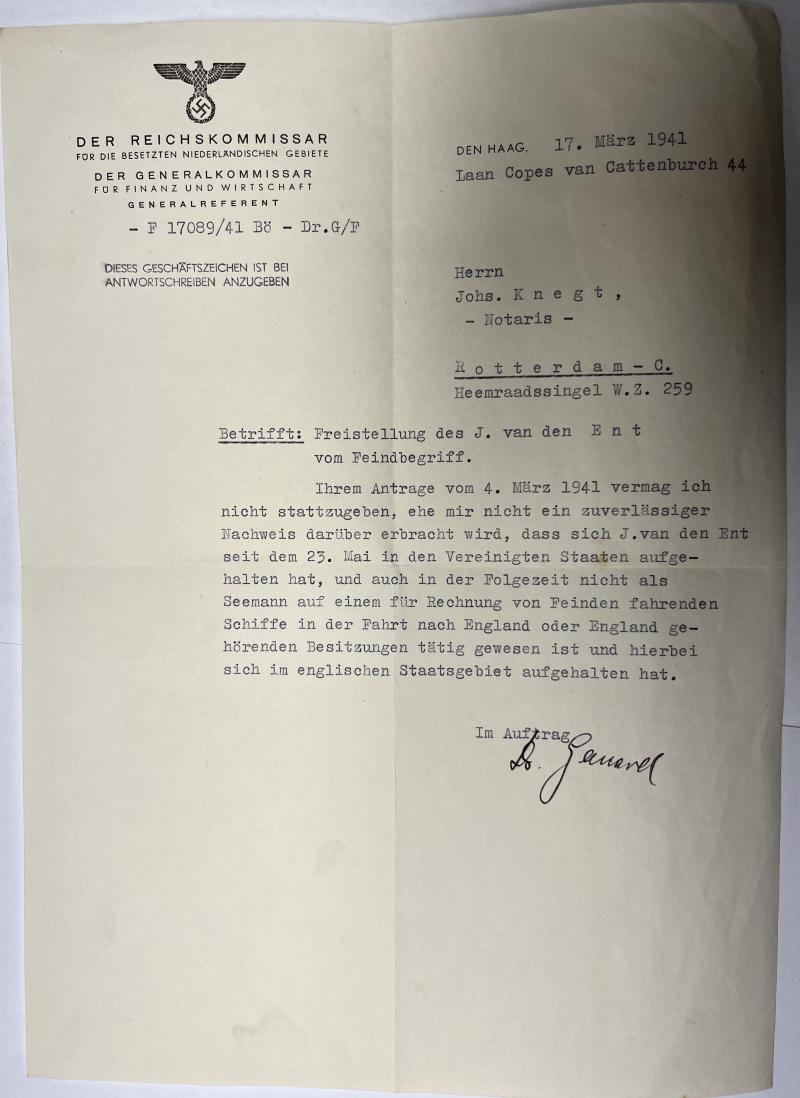 DER REICHSKOMMISSAR
FÜR DIE BESETZTEN NIEDERLÄNDISCHEN GEBIETE
DER GENERALKOMMISSAR
FÜR FINANZ UND WIRTSCHAFT
GENERALREFERENT
- F 17089/41 Bö - Dr.G/F
DIESES GESCHÄFTSZEICHEN IST BEI
ANTWORTSCHREIBEN ANZUGEBEN
DEN HAAG, 17. März 1941
Laan Copes van Cattenburch 44
Herrn
Johs. K n e g t ,
- Notaris -
R o t t e r d a m - C.
Heemraadssingel W.Z. 259
Betrifft: Freistellung des J. van den E n t
vom Feindbegriff.
Ihrem Antrage vom 4. März 1941 vermag ich
nicht stattzugeben, ehe mir nicht ein zuverlässiger
Nachweis darüber erbracht wird, dass sich J.van den Ent
seit dem 23. Mai in den Vereinigten Staaten aufge-
halten hat, und auch in der Folgezeit nicht als
Seemann auf einem für Rechnung von Feinden fahrenden
Schiffe in der Fahrt nach England oder England ge-
hörenden Besitzungen tätig gewesen ist und hierbei
sich im englischen Staatsgebiet aufgehalten hat.
Im Auftrag
Dr.